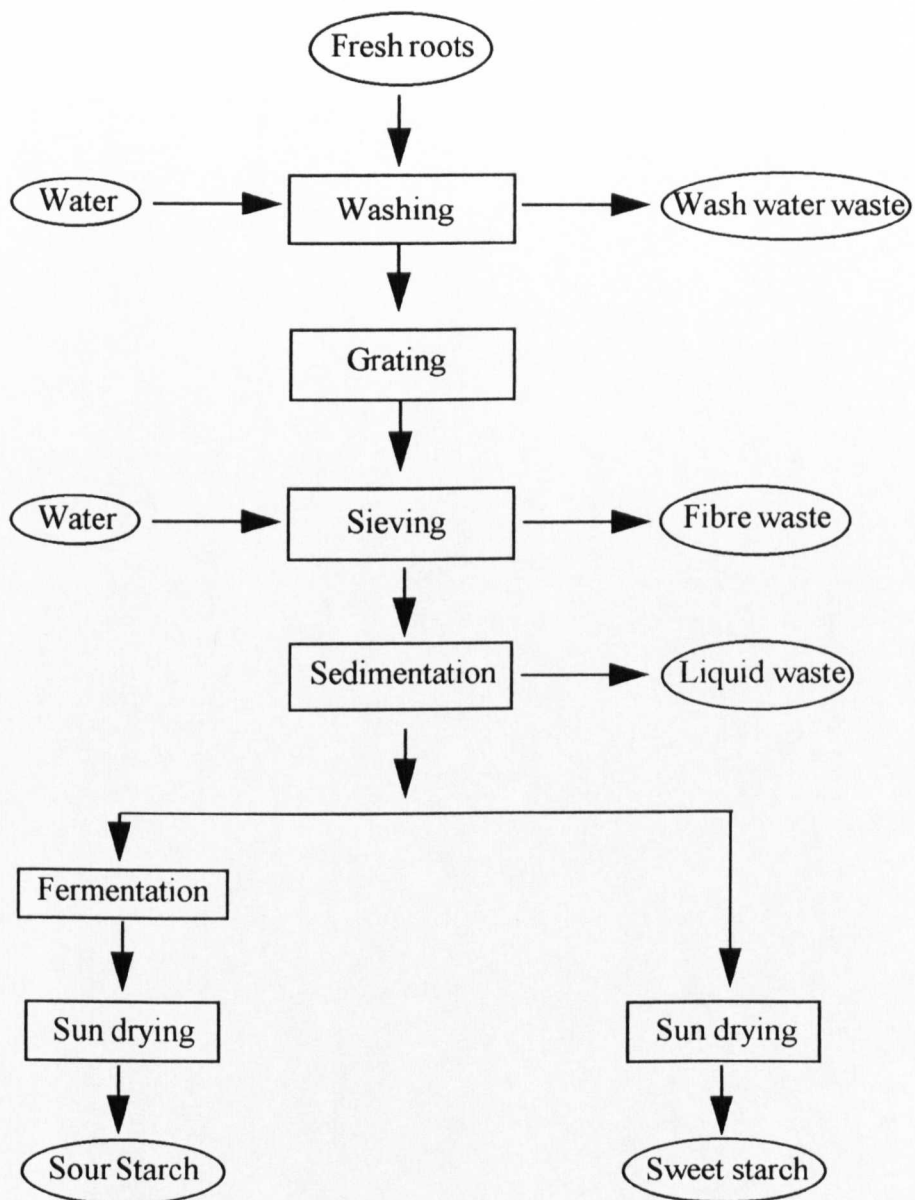 Fresh roots
Water
Washing
Wash water waste
Grating
Water
Sieving
Fibre waste
Sedimentation
Liquid waste
Fermentation
Sun drying
Sun drying
Sour Starch
Sweet starch